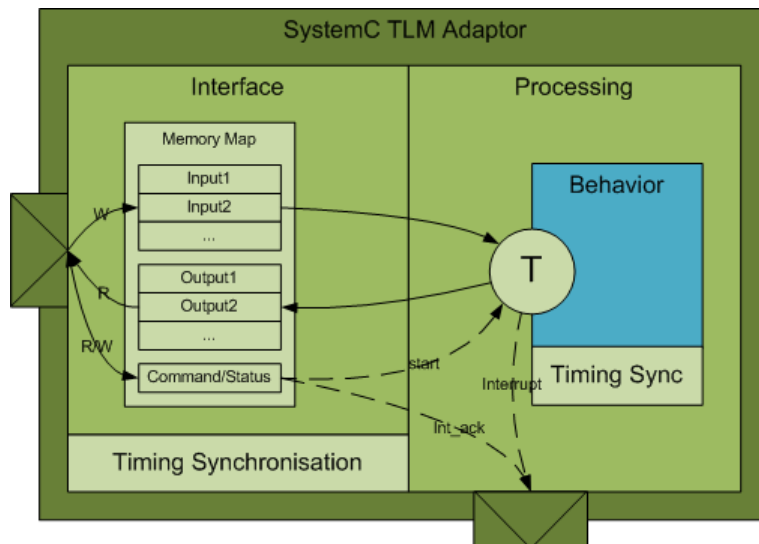 SystemC TLM Adaptor
Interface
Processing
Memory Map
Input1
Input2
...
Output1
Output2
...
Command/Status
W
R
R/W
Behavior
T
Timing Sync
start
Interrupt
Int_ack
Timing Synchronisation